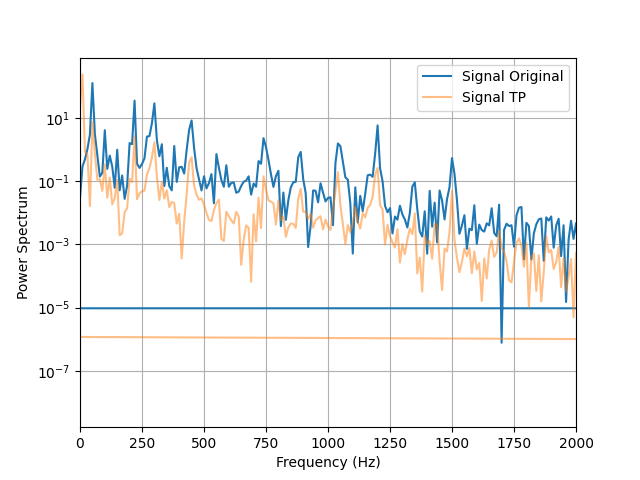 Signal Original
Signal TP
10¹
10⁻¹
10⁻³
10⁻⁵
10⁻⁷
Power Spectrum
0 250 500 750 1000 1250 1500 1750 2000
Frequency (Hz)